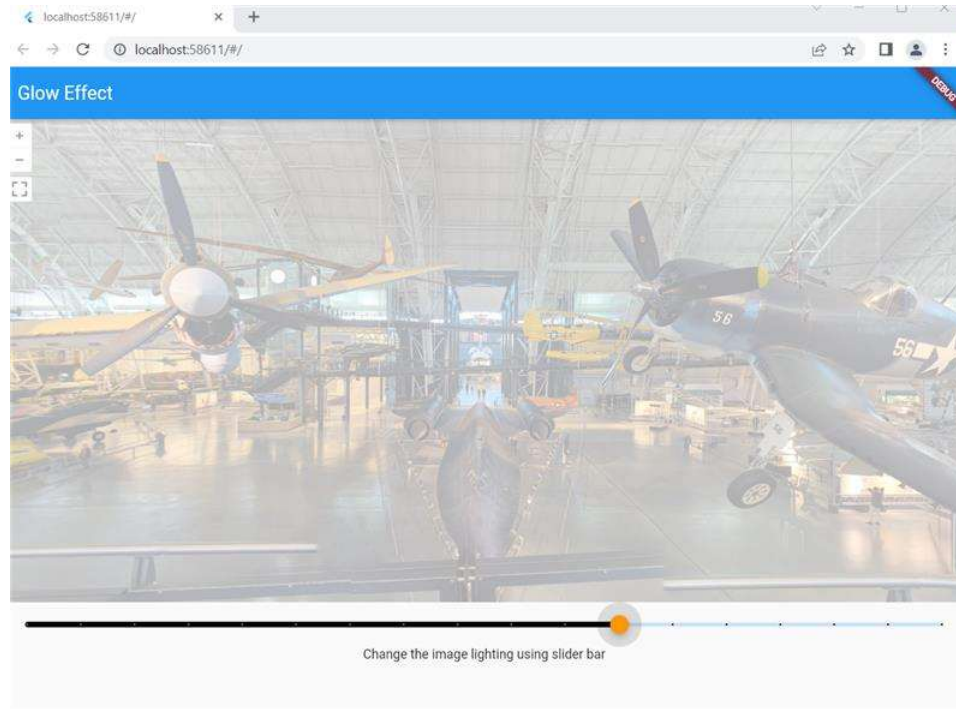 localhost:58611/#/
localhost:58611/#/
Glow Effect
DEBUG
+
−
56
56
Change the image lighting using slider bar